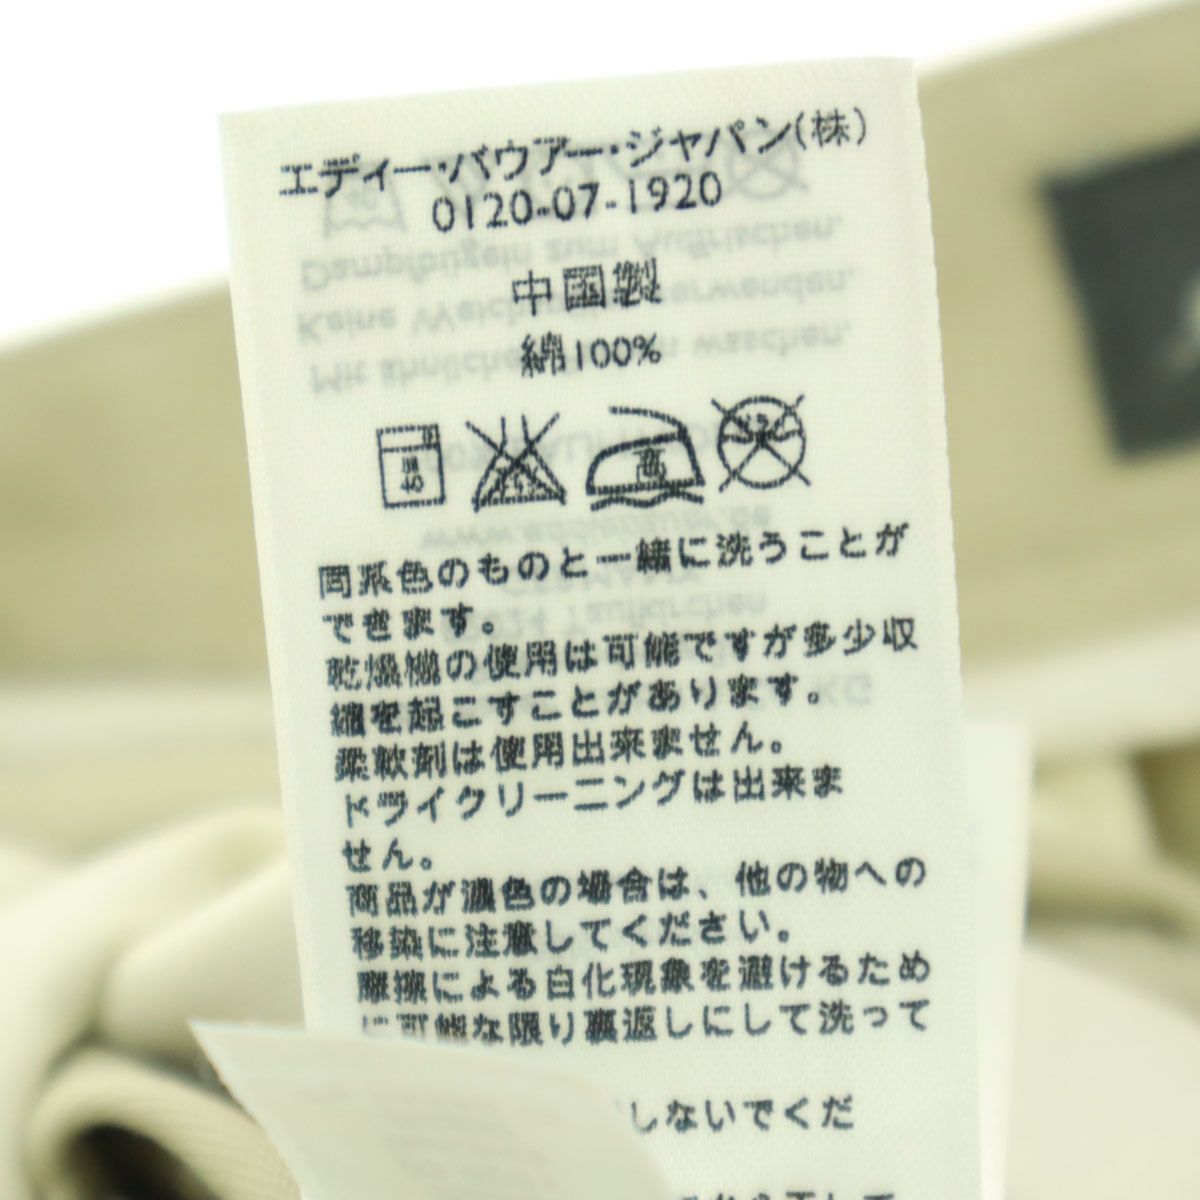 エディー・バウアー・ジャパン(株)
0120-07-1920
中国製
綿100%
40
高
同系色のものと一緒に洗うことが
できます。
乾燥機の使用は可能ですが多少収
縮を起こすことがあります。
柔軟剤は使用出来ません。
ドライクリーニングは出来ま
せん。
商品が濃色の場合は、他の物への
移染に注意してください。
摩擦による白化現象を避けるため
に可能な限り裏返しにして洗って
しないでくだ